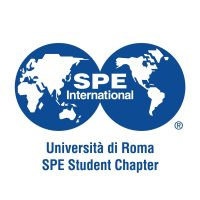 SPE
International
®
Università di Roma
SPE Student Chapter